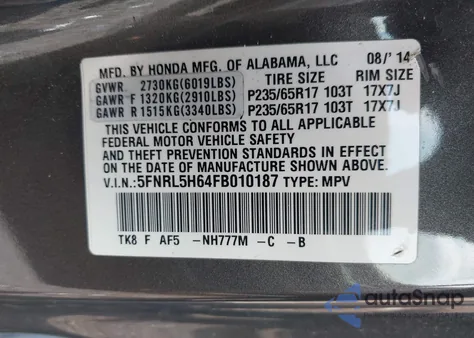 MFD. BY HONDA MFG. OF ALABAMA, LLC 08/'14
GVWR 2730KG(6019LBS) TIRE SIZE RIM SIZE
GAWR F 1320KG(2910LBS) P235/65R17 103T 17X7J
GAWR R 1515KG(3340LBS) P235/65R17 103T 17X7J
THIS VEHICLE CONFORMS TO ALL APPLICABLE
FEDERAL MOTOR VEHICLE SAFETY
AND THEFT PREVENTION STANDARDS IN EFFECT
ON THE DATE OF MANUFACTURE SHOWN ABOVE.
V.I.N: 5FNRL5H64FB010187 TYPE: MPV
TK8 F AF5 -NH777M -C -B
autoSnap